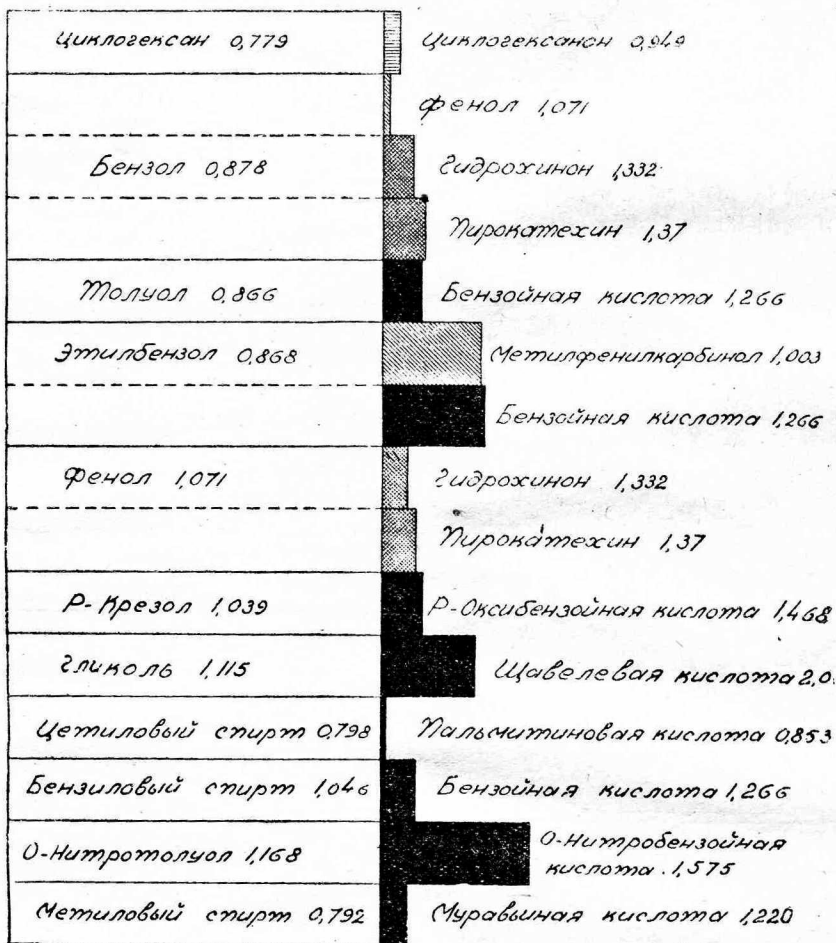 Циклогексан 0,779
Циклогексанон 0,949
Фенол 1,071
Бензол 0,878
Гидрохинон 1,332
Пирокатехин 1,37
Толуол 0,866
Бензойная кислота 1,266
Этилбензол 0,868
Метилфенилкарбинол 1,003
Бензойная кислота 1,266
Фенол 1,071
Гидрохинон 1,332
Пирокатехин 1,37
Р-Крезол 1,039
Р-Оксибензойная кислота 1,468
Гликоль 1,115
Щавелевая кислота 2,0
Цетиловый спирт 0,798
Пальмитиновая кислота 0,853
Бензиловый спирт 1,046
Бензойная кислота 1,266
О-Нитротолуол 1,168
О-Нитробензойная
кислота . 1,575
Метиловый спирт 0,792
Муравьиная кислота 1,220